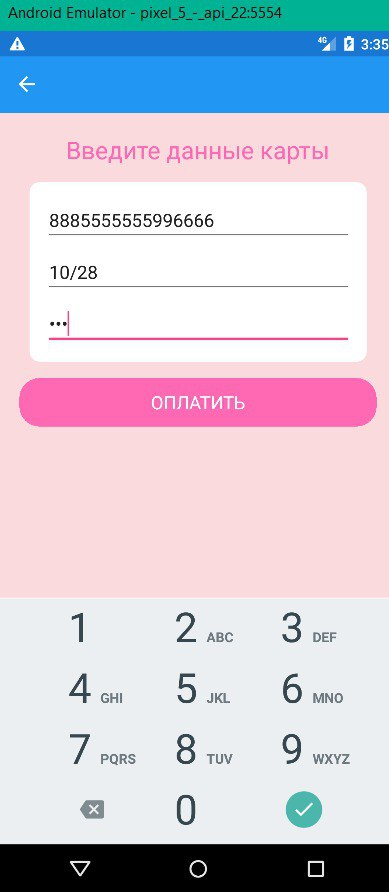 Android Emulator - pixel_5_-_api_22:5554
4G 3:35
Введите данные карты
8885555555996666
10/28
•••
ОПЛАТИТЬ
1 2 ABC 3 DEF
4 GHI 5 JKL 6 MNO
7 PQRS 8 TUV 9 WXYZ
0